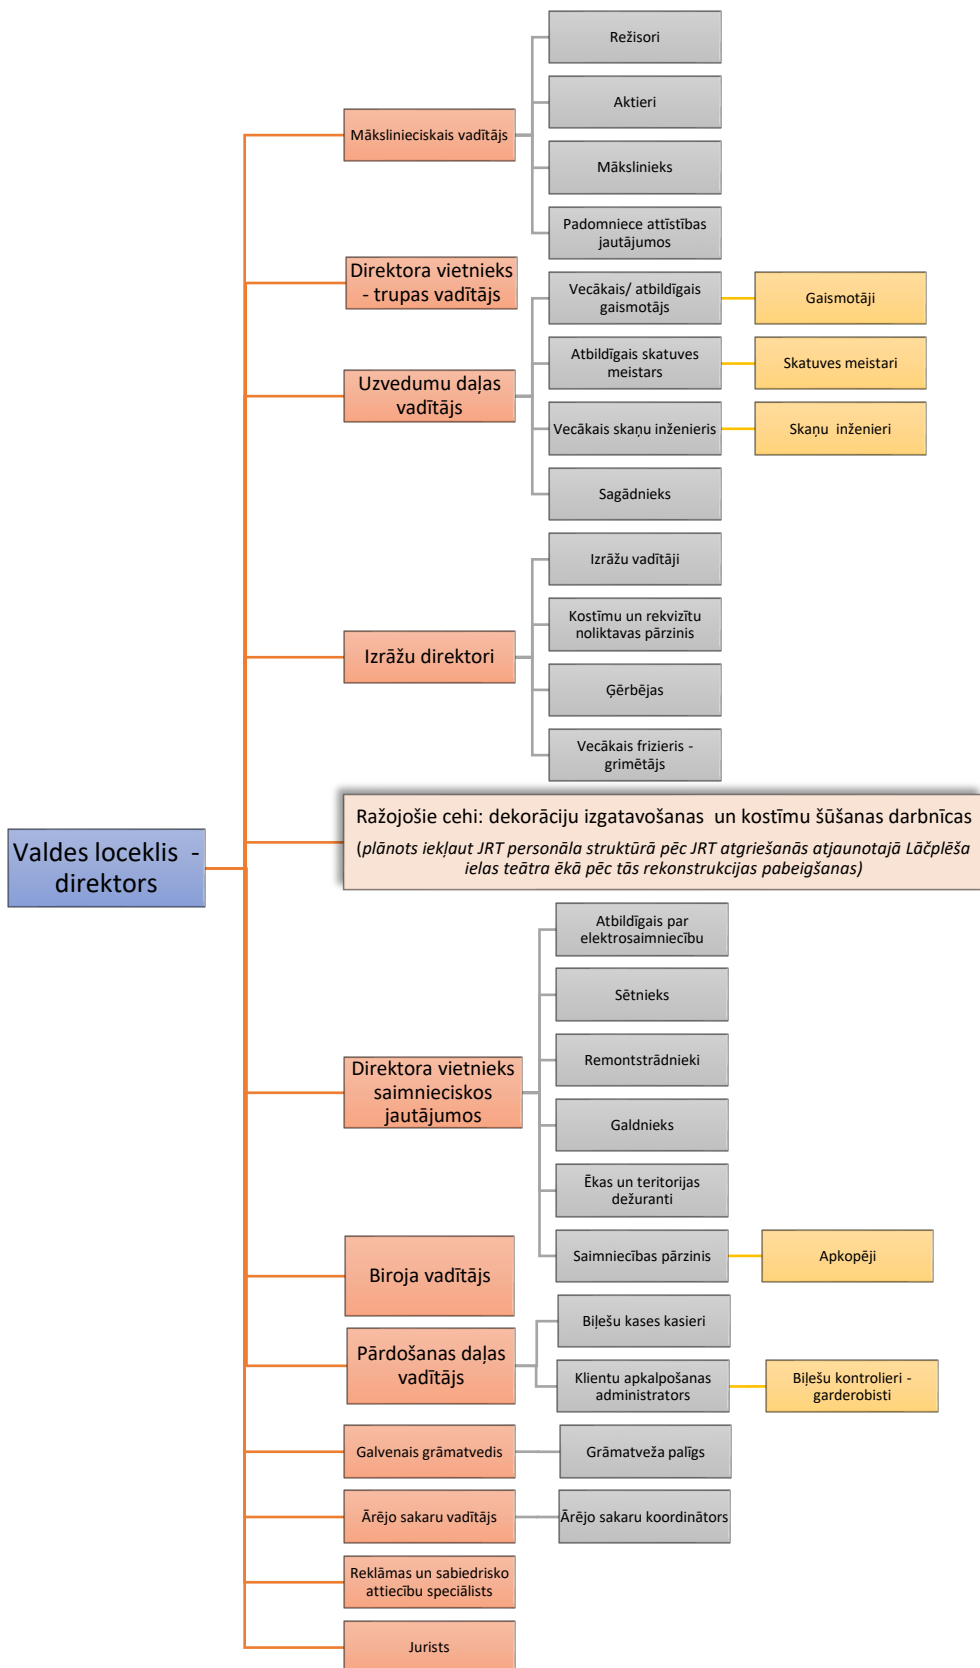 Režisori
Aktieri
Mākslinieciskais vadītājs
Mākslinieks
Padomniece attīstības
jautājumos
Direktora vietnieks
- trupas vadītājs
Vecākais/ atbildīgais
gaismotājs
Gaismotāji
Uzvedumu daļas
vadītājs
Atbildīgais skatuves
meistars
Skatuves meistari
Vecākais skaņu inženieris
Skaņu  inženieri
Sagādnieks
Izrāžu direktori
Izrāžu vadītāji
Kostīmu un rekvizītu
noliktavas pārzinis
Ģērbējas
Vecākais frizieris -
grimētājs
Valdes loceklis  -
direktors
Ražojošie cehi: dekorāciju izgatavošanas  un kostīmu šūšanas darbnīcas
(plānots iekļaut JRT personāla struktūrā pēc JRT atgriešanās atjaunotajā Lāčplēša
ielas teātra ēkā pēc tās rekonstrukcijas pabeigšanas)
Direktora vietnieks
saimnieciskos
jautājumos
Atbildīgais par
elektrosaimniecību
Sētnieks
Remontstrādnieki
Galdnieks
Ēkas un teritorijas
dežuranti
Saimniecības pārzinis
Apkopēji
Biroja vadītājs
Pārdošanas daļas
vadītājs
Biļešu kases kasieri
Klientu apkalpošanas
administrators
Biļešu kontrolieri -
garderobisti
Galvenais grāmatvedis
Grāmatveža palīgs
Ārējo sakaru vadītājs
Ārējo sakaru koordinātors
Reklāmas un sabiedrisko
attiecību speciālists
Jurists